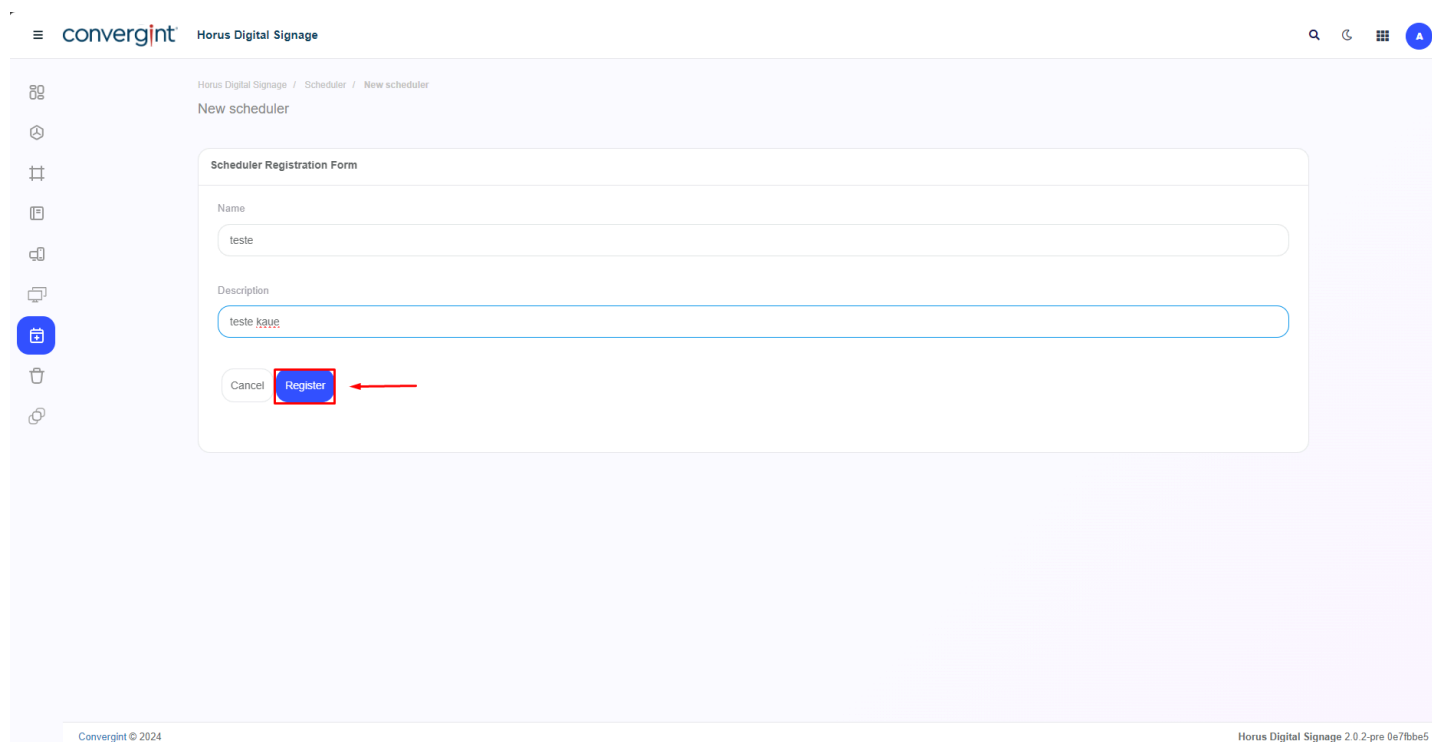 convergint Horus Digital Signage A
Horus Digital Signage / Scheduler / New scheduler
New scheduler
Scheduler Registration Form
Name
teste
Description
teste kaue
Cancel Register
Convergint © 2024 Horus Digital Signage 2.0.2-pre 0e7fbbe5